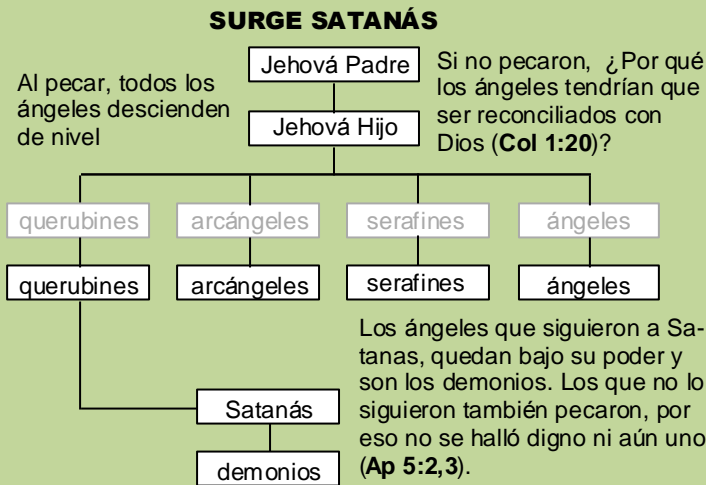 SURGE SATANÁS
Al pecar, todos los
ángeles descienden
de nivel
Jehová Padre
Jehová Hijo
Si no pecaron, ¿Por qué
los ángeles tendrían que
ser reconciliados con
Dios (Col 1:20)?
querubines arcángeles serafines ángeles
querubines arcángeles serafines ángeles
Satanás
demonios
Los ángeles que siguieron a Sa-
tanas, quedan bajo su poder y
son los demonios. Los que no lo
siguieron también pecaron, por
eso no se halló digno ni aún uno
(Ap 5:2,3).